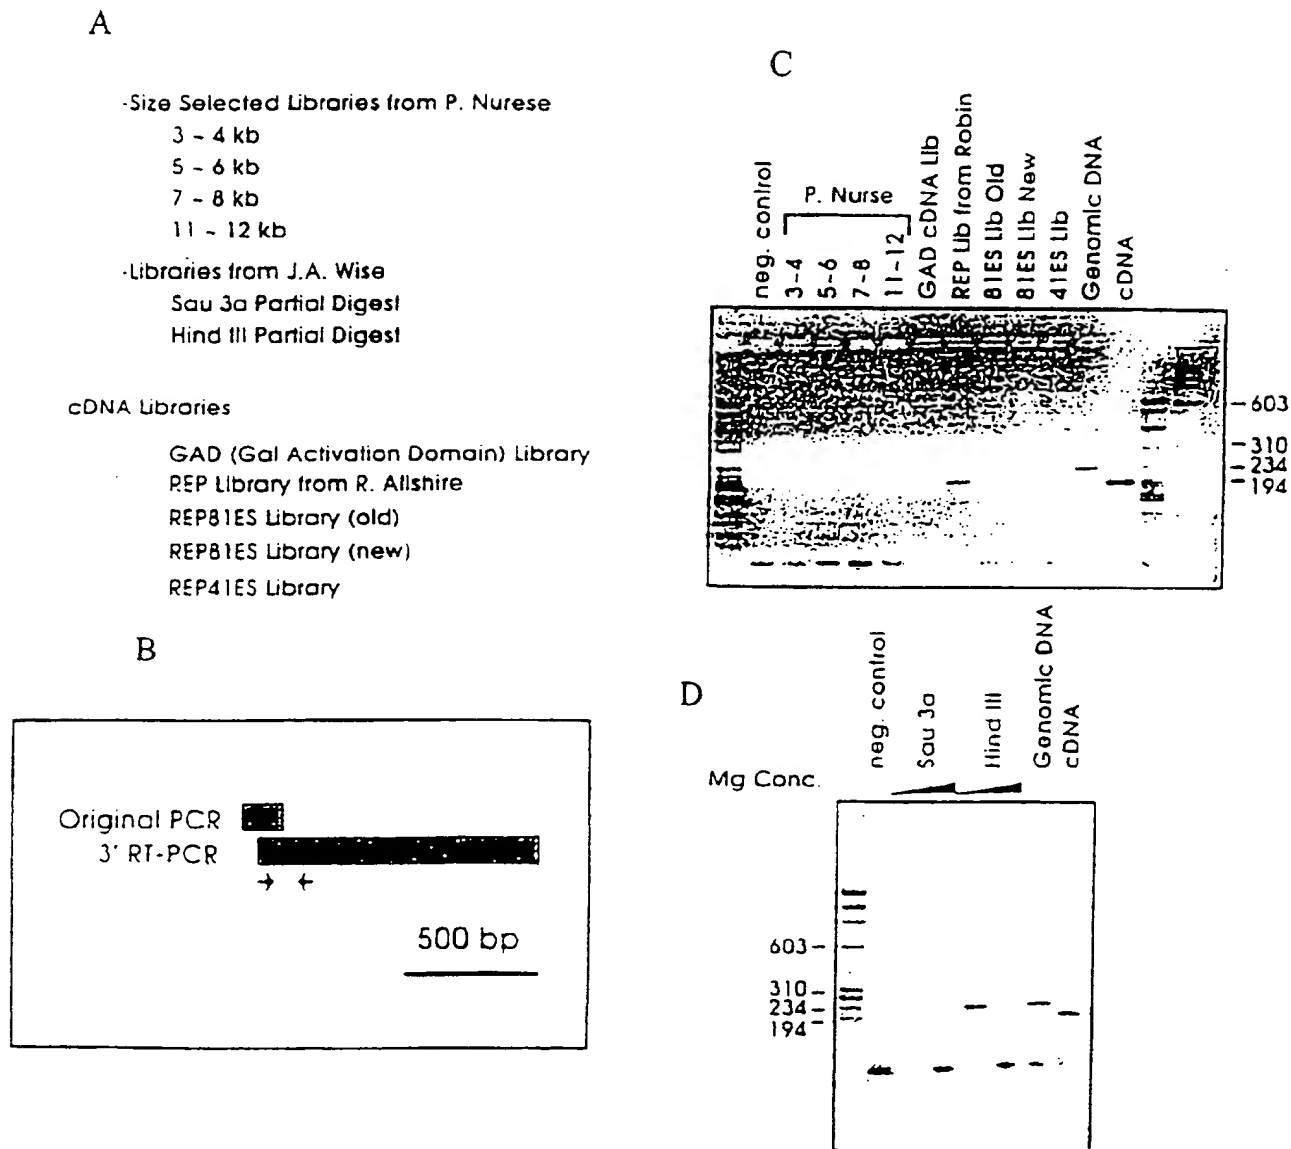 A
-Size Selected Libraries from P. Nurese
3 - 4 kb
5 - 6 kb
7 - 8 kb
11 - 12 kb
-Libraries from J.A. Wise
Sau 3a Partial Digest
Hind III Partial Digest
cDNA Libraries
GAD (Gal Activation Domain) Library
REP Library from R. Allshire
REP81ES Library (old)
REP81ES Library (new)
REP41ES Library
B
Original PCR
3' RT-PCR
500 bp
C
neg. control
P. Nurse
3-4
5-6
7-8
11-12
GAD cDNA Lib
REP Lib from Robin
81ES Lib Old
81ES Lib New
41ES Lib
Genomic DNA
cDNA
603
310
234
194
D
neg. control
Sau 3a
Hind III
Genomic DNA
cDNA
Mg Conc.
603
310
234
194